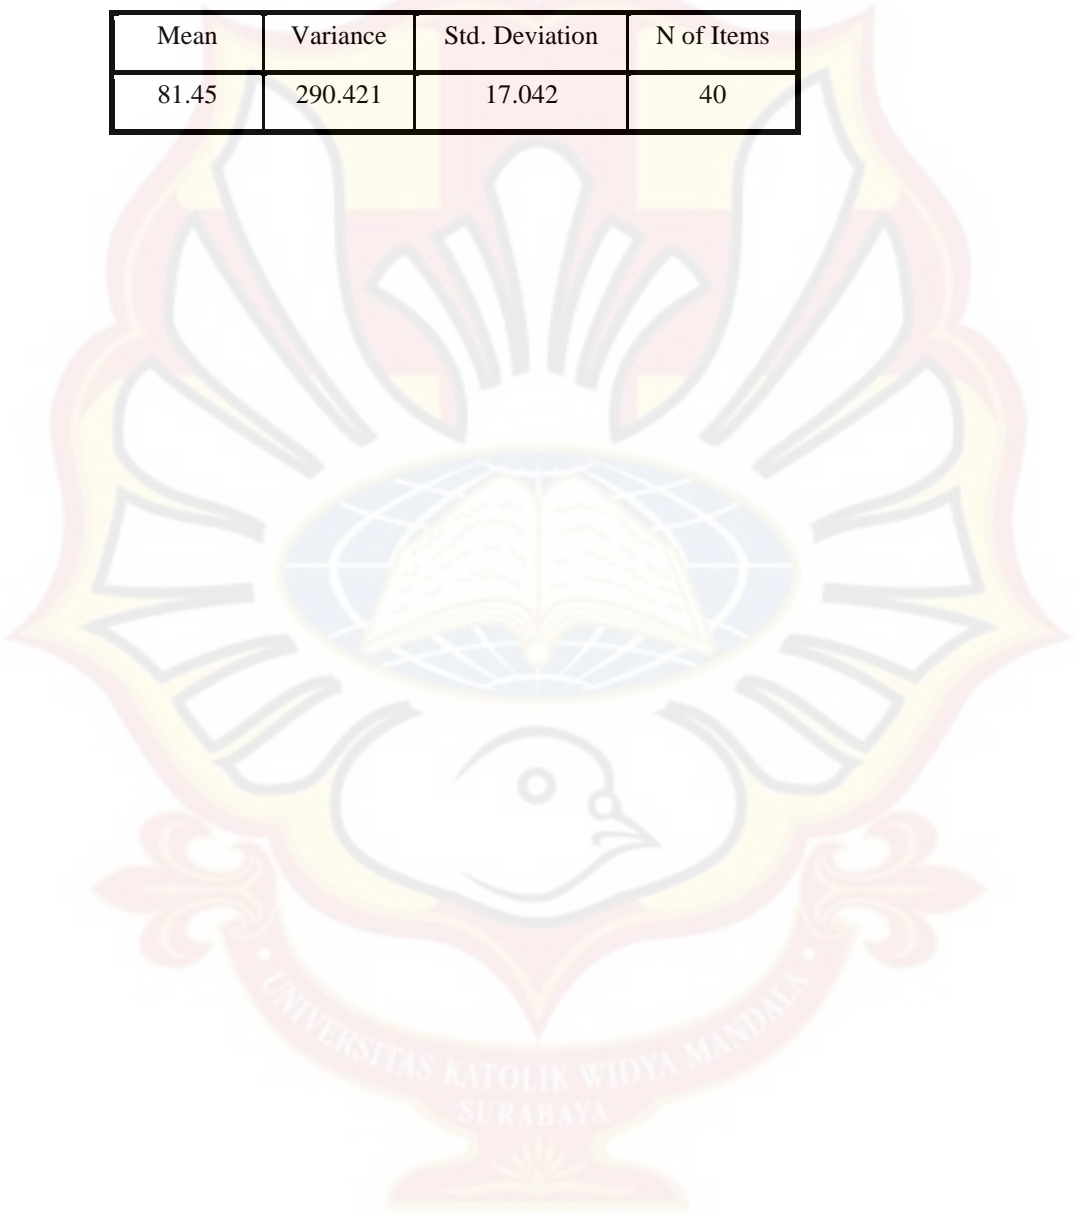 Mean Variance Std. Deviation N of Items
81.45 290.421 17.042 40
• UNIVERSITAS KATOLIK WIDYA MANDALA •
SURABAYA